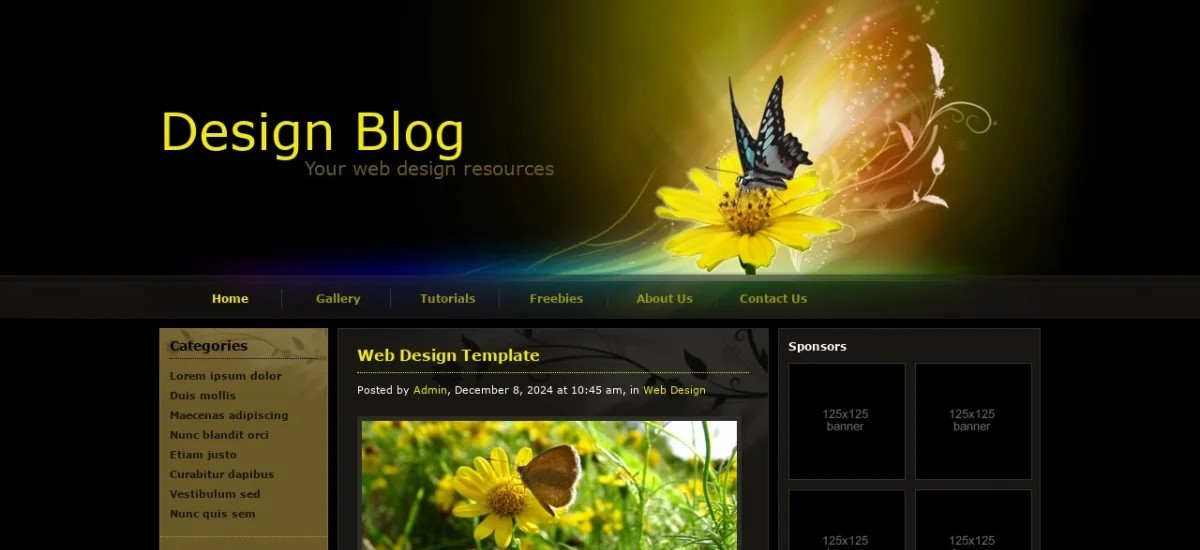 Design Blog
Your web design resources
Home
Gallery
Tutorials
Freebies
About Us
Contact Us
Categories
Lorem ipsum dolor
Duis mollis
Maecenas adipiscing
Nunc blandit orci
Etiam justo
Curabitur dapibus
Vestibulum sed
Nunc quis sem
Web Design Template
Posted by Admin, December 8, 2024 at 10:45 am, in Web Design
Sponsors
125x125
banner
125x125
banner
125x125
125x125